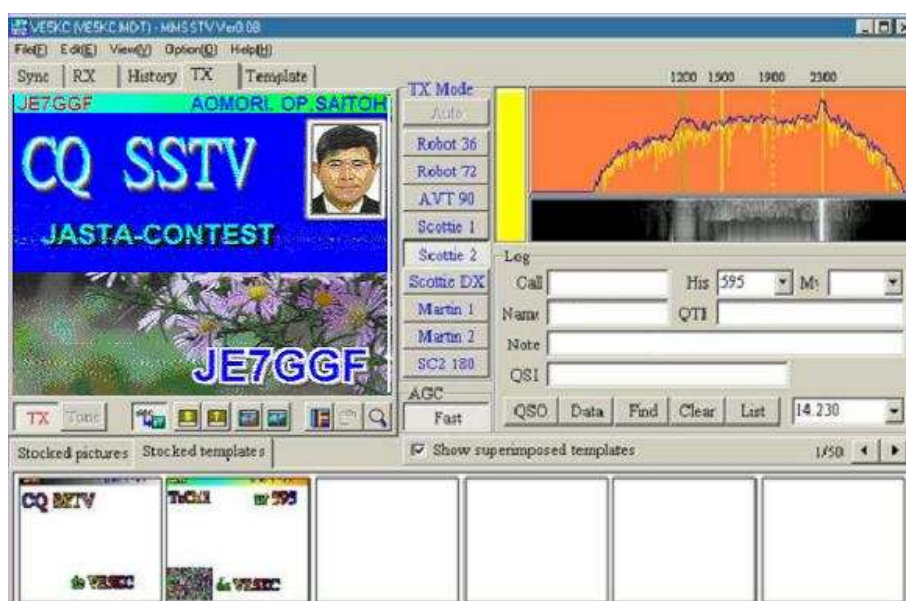 VE5KC (VE5KC.MDT) - MMSSTV Ver0.08
File(F) Edit(E) View(V) Option(O) Help(H)
Sync RX History TX Template
TX Mode
1200 1500 1900 2300
JE7GGF AOMORI. OP.SAITOH
CQ SSTV
JASTA-CONTEST
JE7GGF
Auto
Robot 36
Robot 72
AVT 90
Scottie 1
Scottie 2
Scottie DX
Martin 1
Martin 2
SC2 180
AGC
Fast
Log
Call His 595 My
Name QTH
Note
QSL
QSO Data Find Clear List 14.230
TX Tone
Stocked pictures Stocked templates
Show superimposed templates 1/50
CQ SSTV
ur 595
de VE5KC de VE5KC